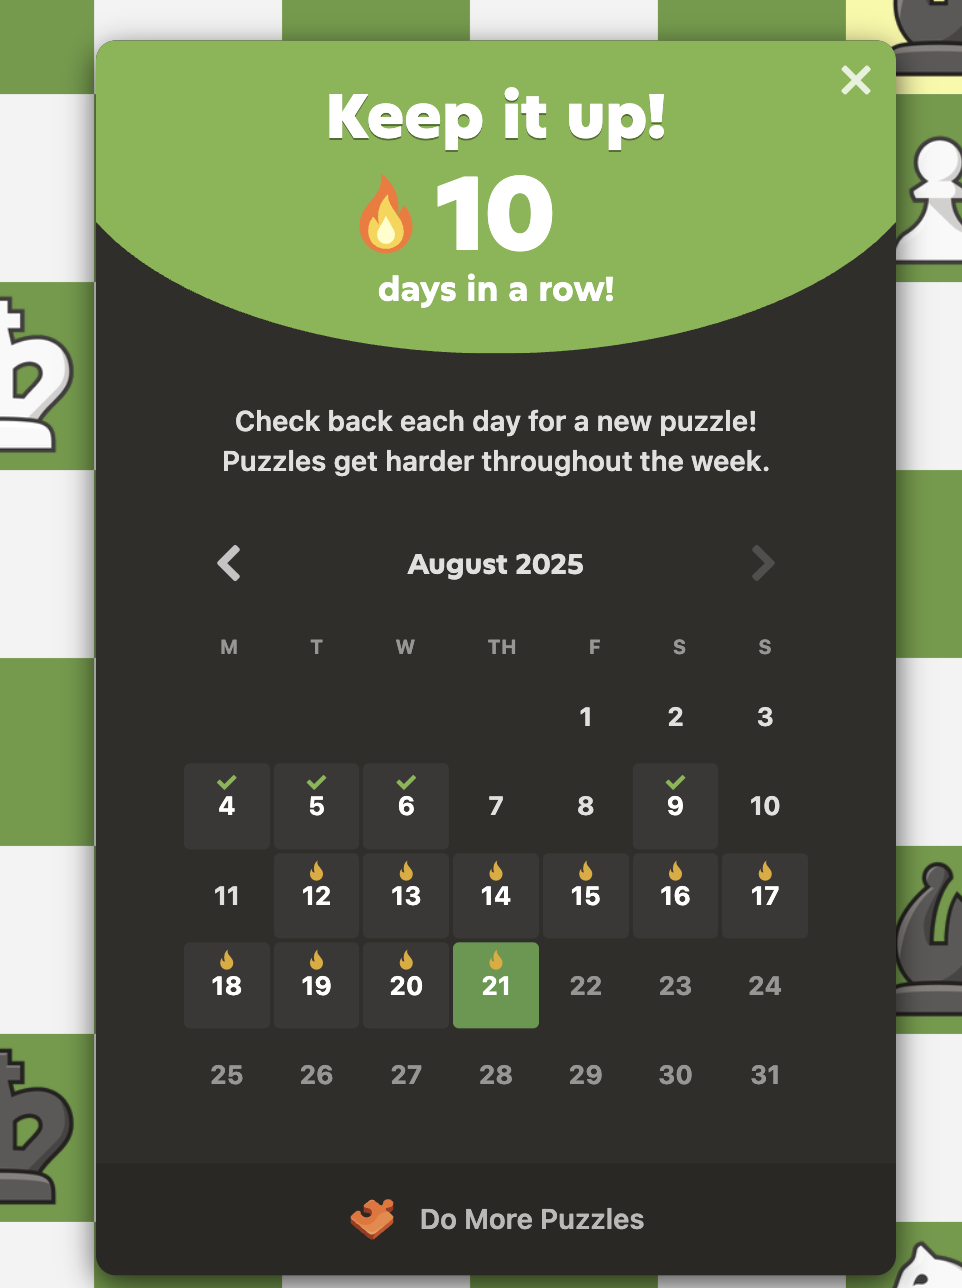 Keep it up!
10
days in a row!
Check back each day for a new puzzle!
Puzzles get harder throughout the week.
August 2025
M T W TH F S S
1 2 3
4 5 6 7 8 9 10
11 12 13 14 15 16 17
18 19 20 21 22 23 24
25 26 27 28 29 30 31
Do More Puzzles